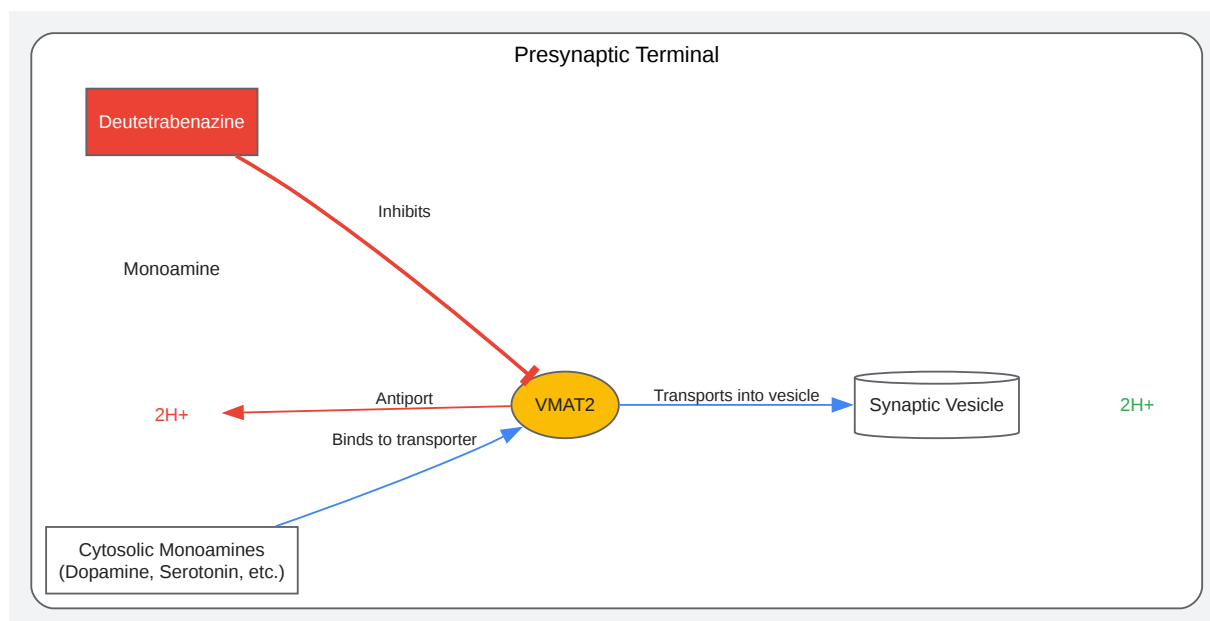 Presynaptic Terminal
Deutetrabenazine
Inhibits
Monoamine
Antiport
2H+
Binds to transporter
VMAT2
Transports into vesicle
Synaptic Vesicle
2H+
Cytosolic Monoamines
(Dopamine, Serotonin, etc.)